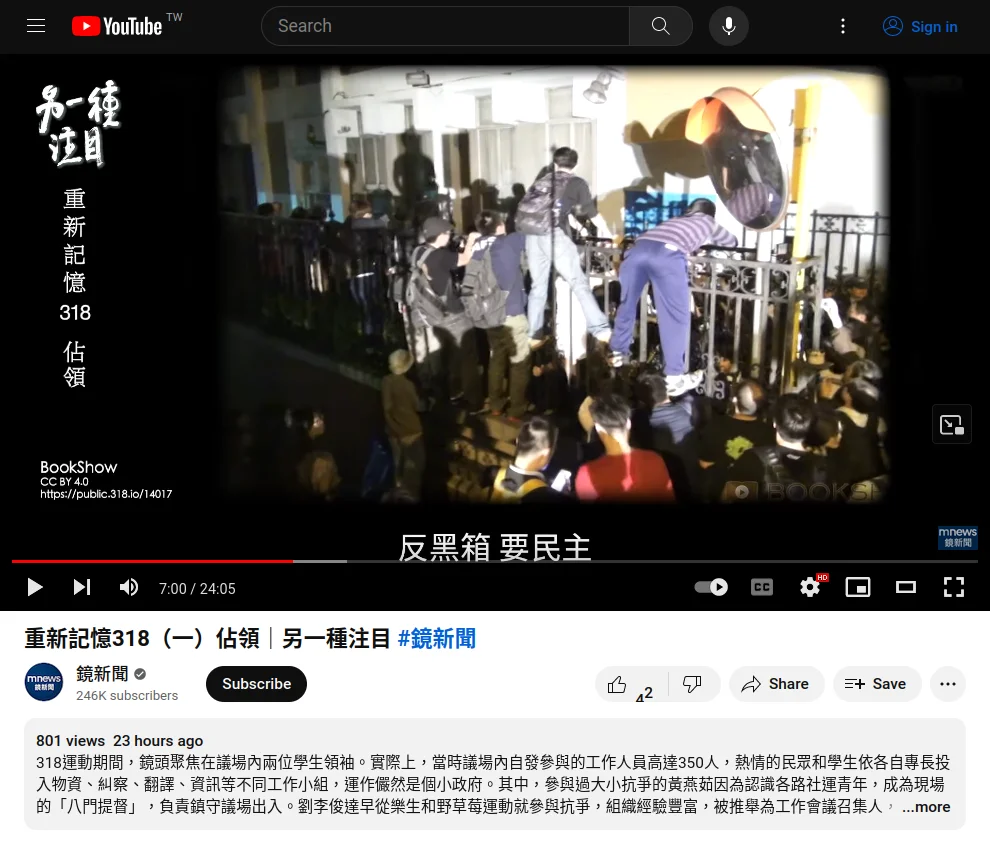 YouTube TW
Search
Sign in
另一種
注目
重新記憶
318
佔領
BookShow
CC BY 4.0
https://public.318.io/14017
BOOKSH
mnews
鏡新聞
反黑箱 要民主
7:00 / 24:05
CC
HD
重新記憶318（一）佔領｜另一種注目 #鏡新聞
mnews
鏡新聞
鏡新聞
246K subscribers
Subscribe
42
Share
Save
801 views 23 hours ago
318運動期間，鏡頭聚焦在議場內兩位學生領袖。實際上，當時議場內自發參與的工作人員高達350人，熱情的民眾和學生依各自專長投
入物資、糾察、翻譯、資訊等不同工作小組，運作儼然是個小政府。其中，參與過大小抗爭的黃燕茹因為認識各路社運青年，成為現場
的「八門提督」，負責鎮守議場出入。劉李俊達早從樂生和野草莓運動就參與抗爭，組織經驗豐富，被推舉為工作會議召集人， ...more